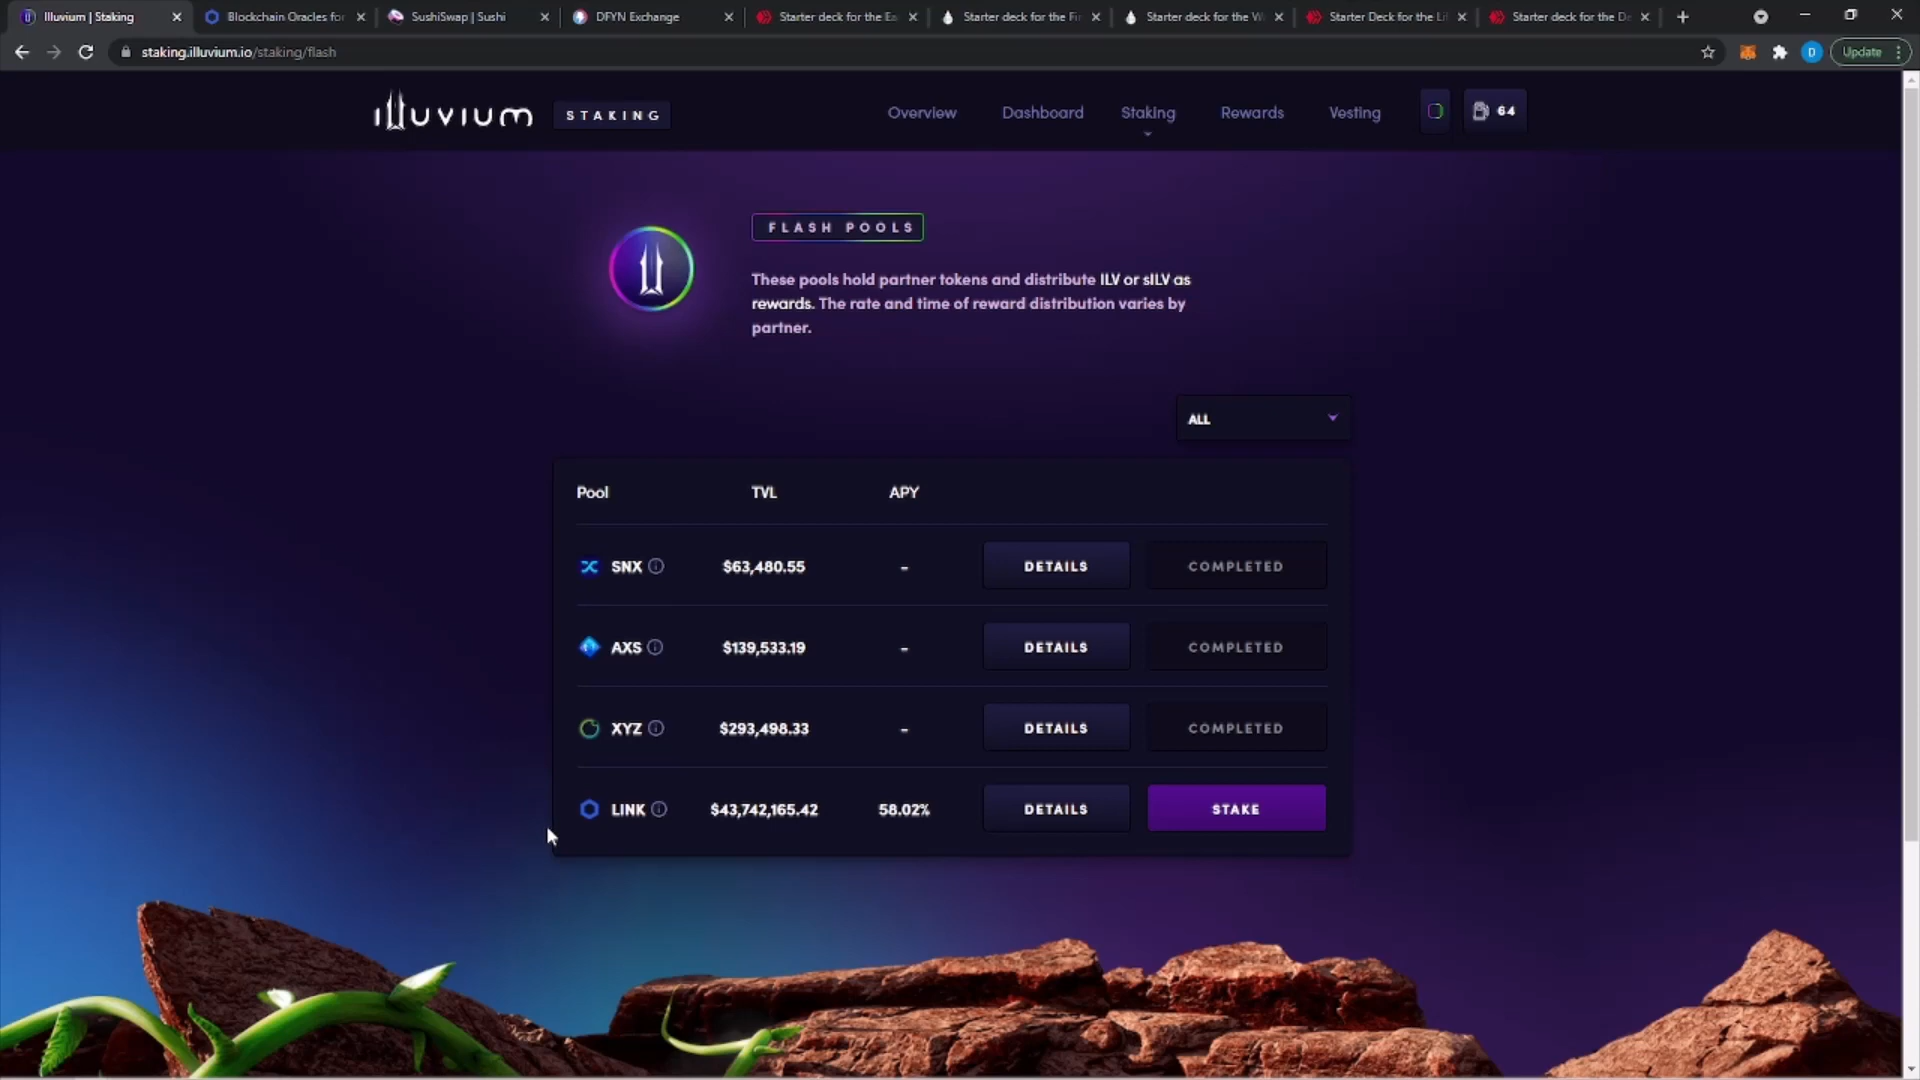 Illuvium | Staking
Blockchain Oracles for
SushiSwap | Sushi
DFYN Exchange
Starter deck for the Ea
Starter deck for the Fir
Starter deck for the W
Starter Deck for the Li
Starter deck for the De
staking.illuvium.io/staking/flash
D
Update
illuvium
STAKING
Overview
Dashboard
Staking
Rewards
Vesting
64
FLASH POOLS
These pools hold partner tokens and distribute ILV or sILV as
rewards. The rate and time of reward distribution varies by
partner.
ALL
Pool TVL APY
SNX $63,480.55 - DETAILS COMPLETED
AXS $139,533.19 - DETAILS COMPLETED
XYZ $293,498.33 - DETAILS COMPLETED
LINK $43,742,165.42 58.02% DETAILS STAKE